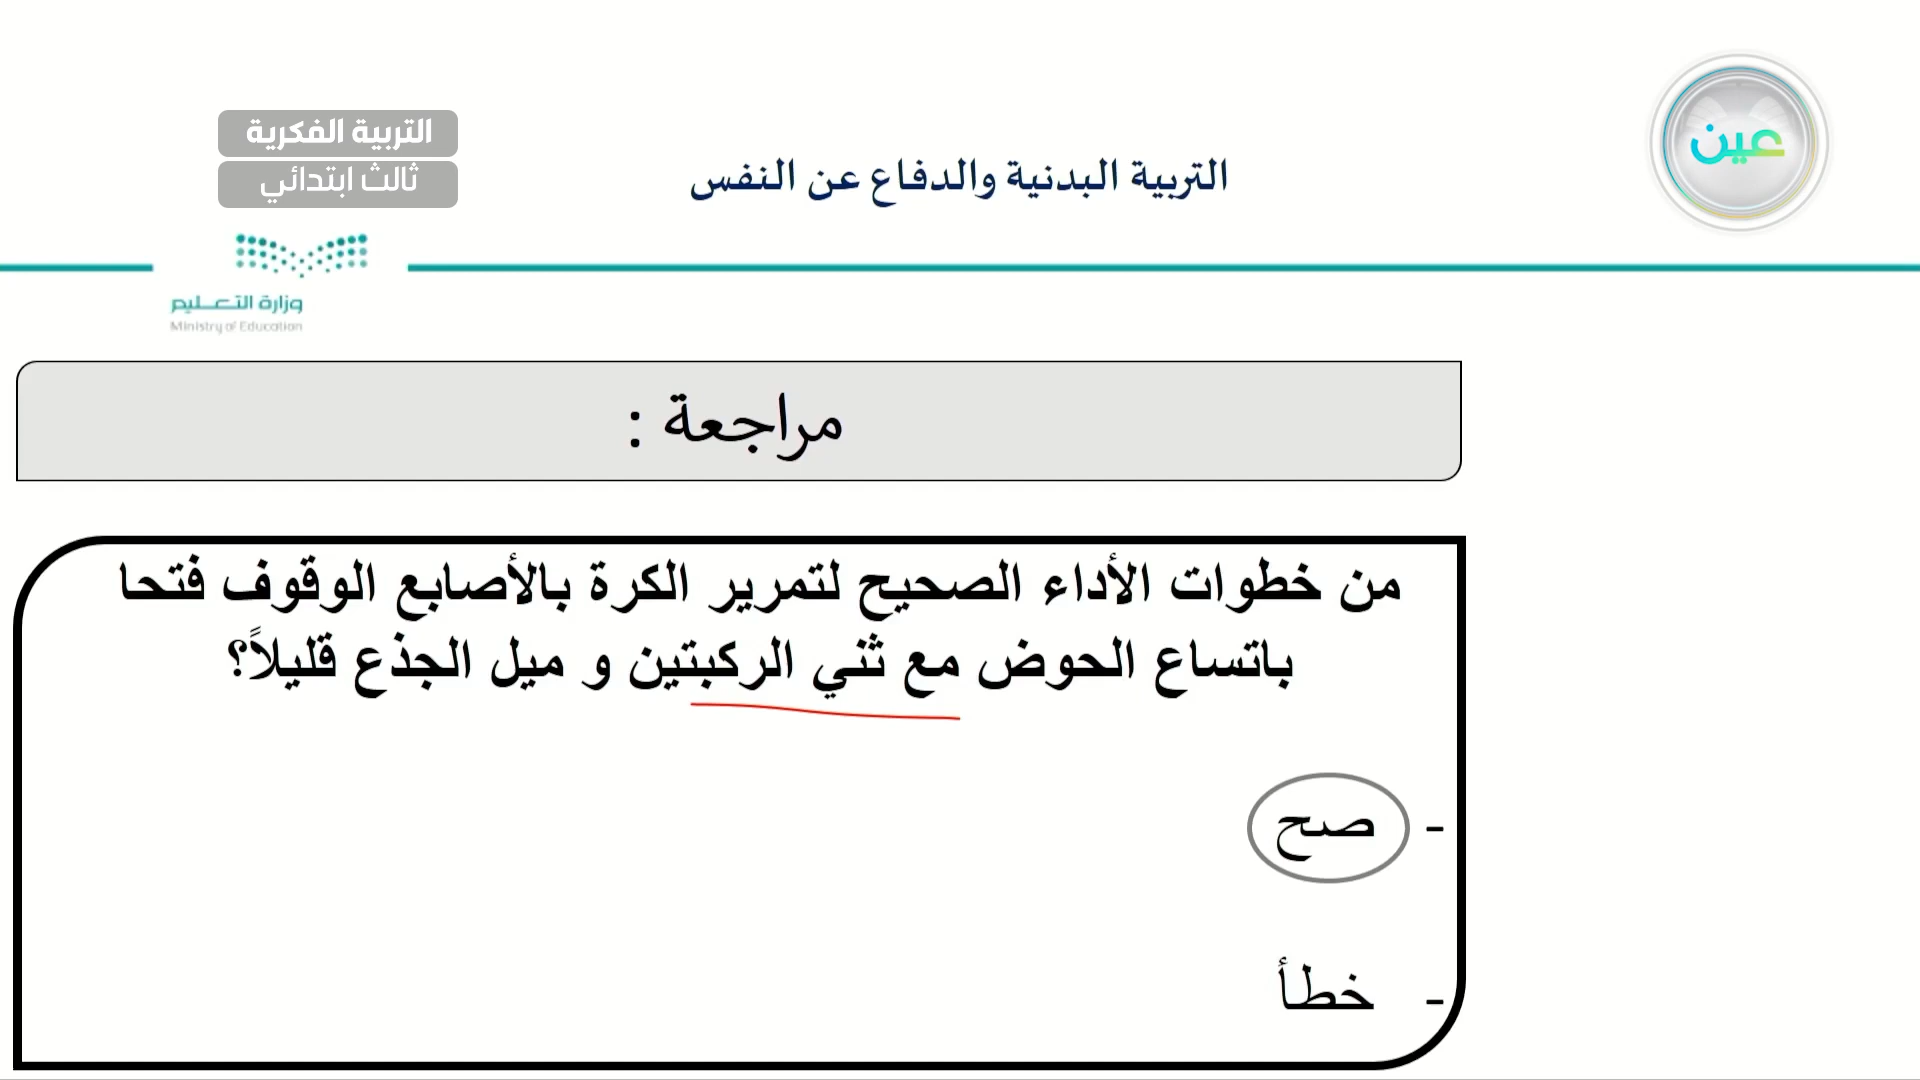 عين
التربية الفكرية
ثالث ابتدائي
التربية البدنية والدفاع عن النفس
وزارة التعليم
Ministry of Education
مراجعة :
من خطوات الأداء الصحيح لتمرير الكرة بالأصابع الوقوف فتحا
باتساع الحوض مع ثني الركبتين و ميل الجذع قليلاً؟
- صح
- خطأ